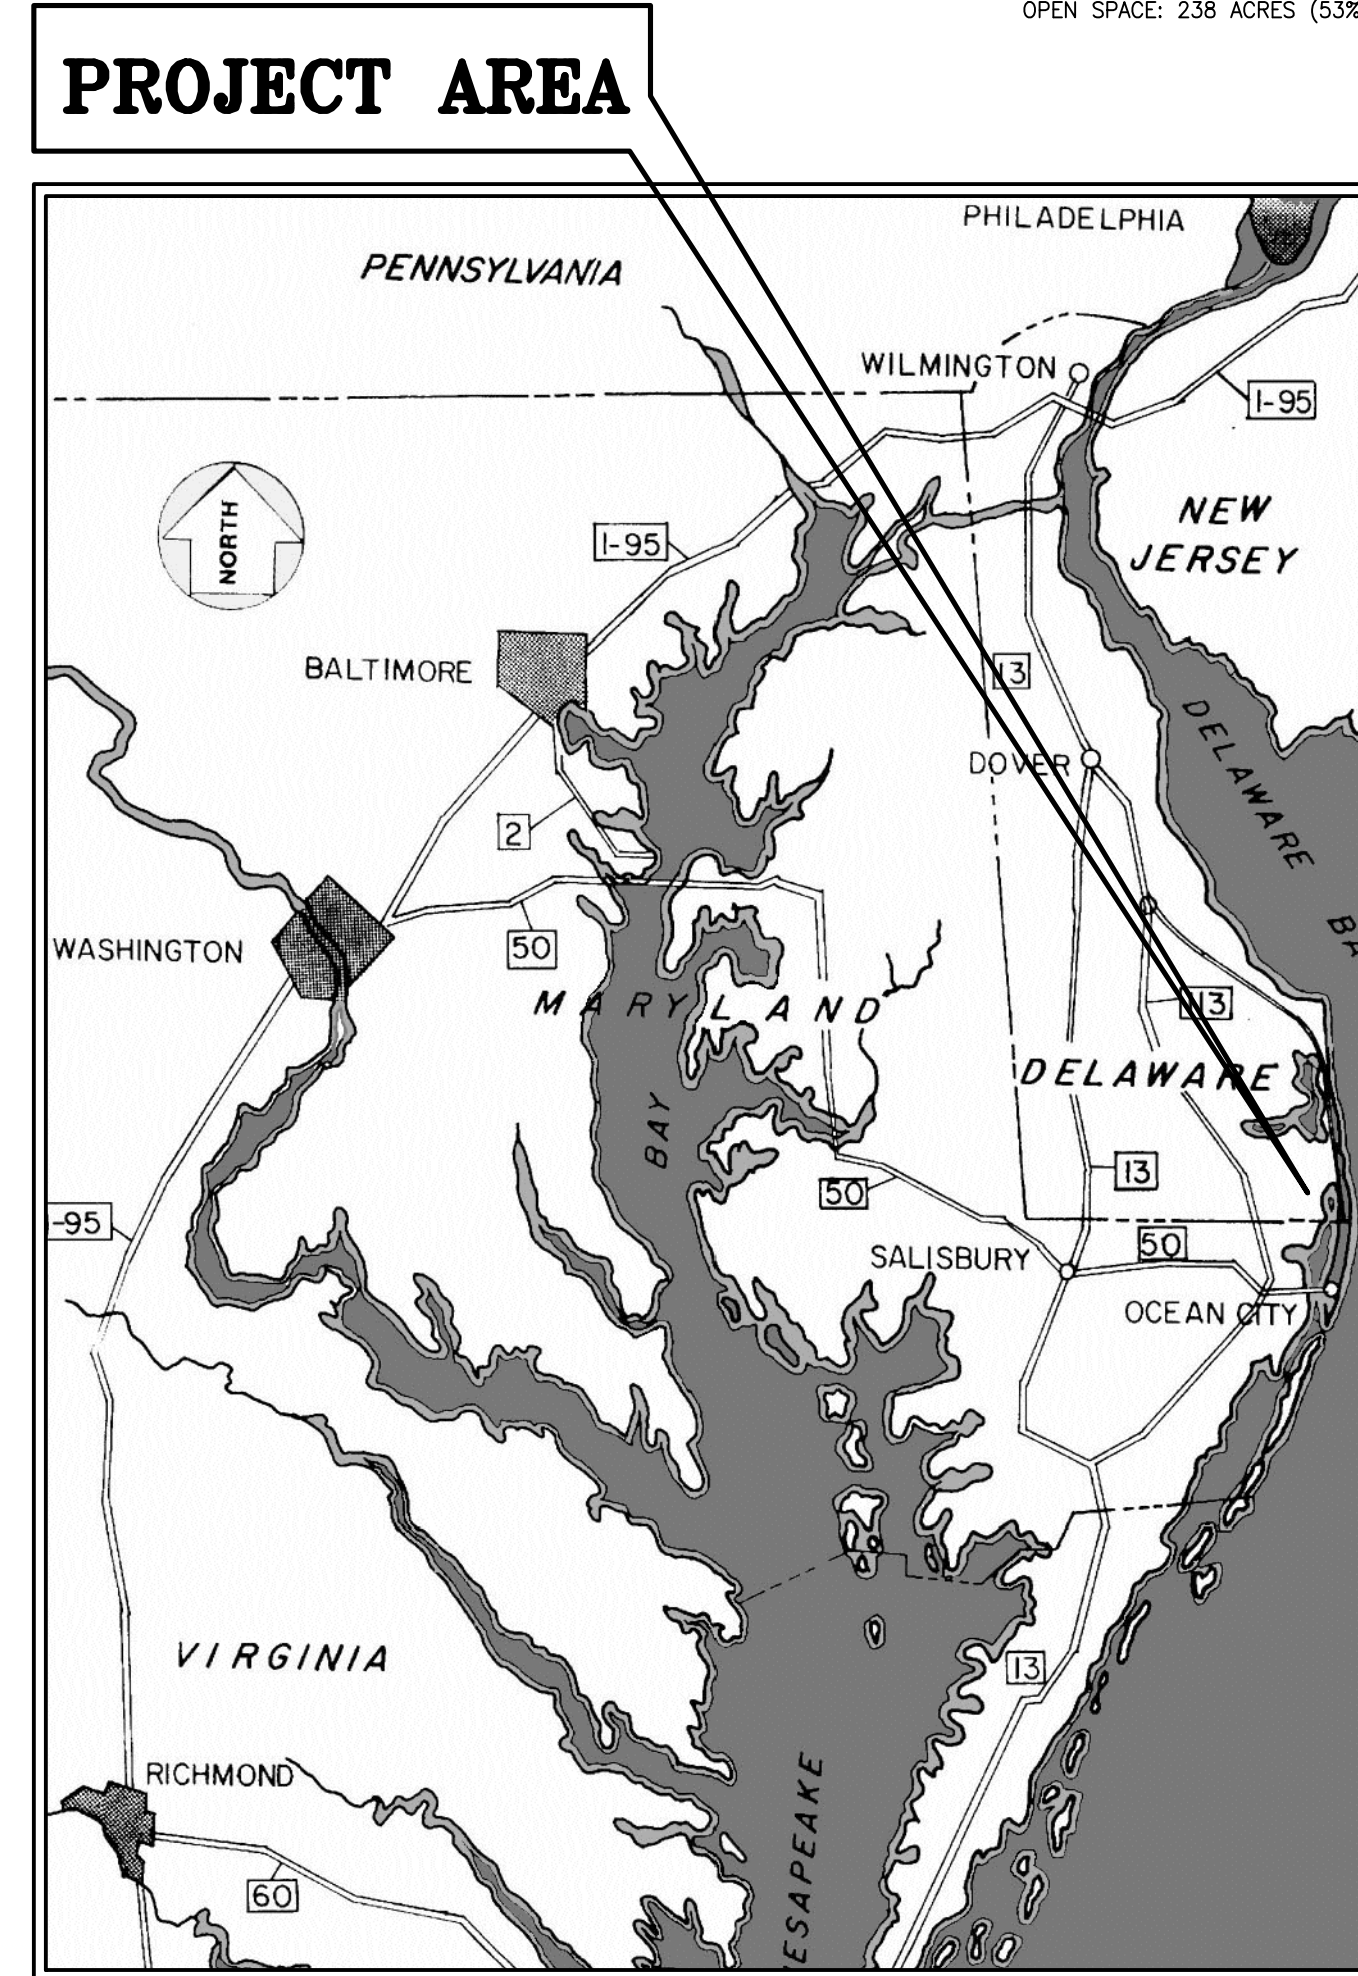 OPEN SPACE: 238 ACRES (53%
PROJECT AREA
PHILADELPHIA
PENNSYLVANIA
WILMINGTON
I-95
NEW
JERSEY
NORTH
I-95
BALTIMORE
13
DELAWARE
DOVER
2
WASHINGTON
50
BA
MARYLAND
13
DELAWARE
BAY
13
50
-95
SALISBURY
50
OCEAN CITY
VIRGINIA
13
RICHMOND
ESAPEAKE
60